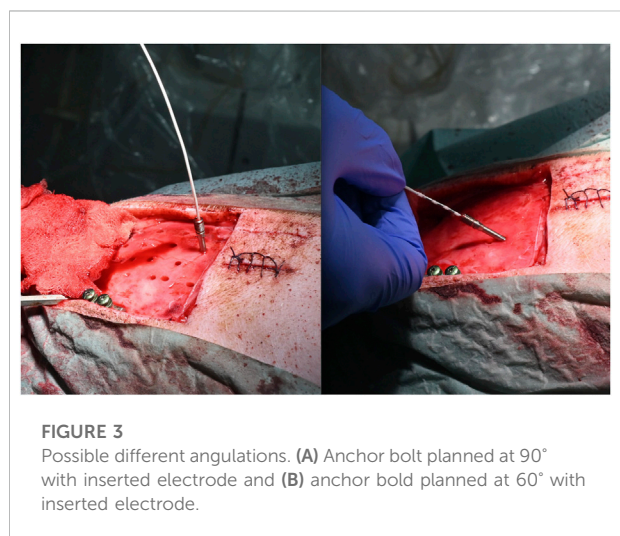 FIGURE 3
Possible different angulations. (A) Anchor bolt planned at 90°
with inserted electrode and (B) anchor bold planned at 60° with
inserted electrode.